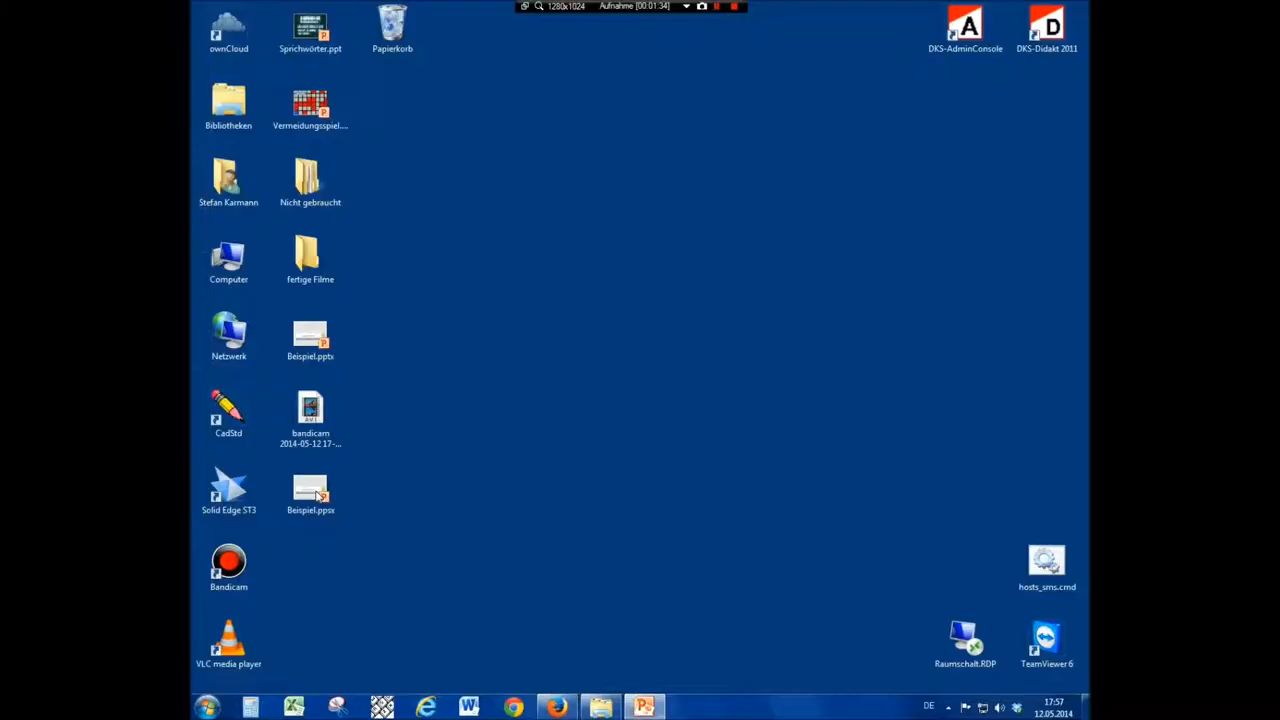 1280x1024 Aufnahme [00:01:34]
ownCloud
Sprichwörter.ppt
Papierkorb
DKS-AdminConsole
DKS-Didakt 2011
Bibliotheken
Vermeidungsspiel....
Stefan Karmann
Nicht gebraucht
Computer
fertige Filme
Netzwerk
Beispiel.pptx
CadStd
bandicam
2014-05-12 17-...
Solid Edge ST3
Beispiel.ppsx
Bandicam
hosts_sms.cmd
VLC media player
Raumschalt.RDP
TeamViewer 6
DE
17:57
12.05.2014